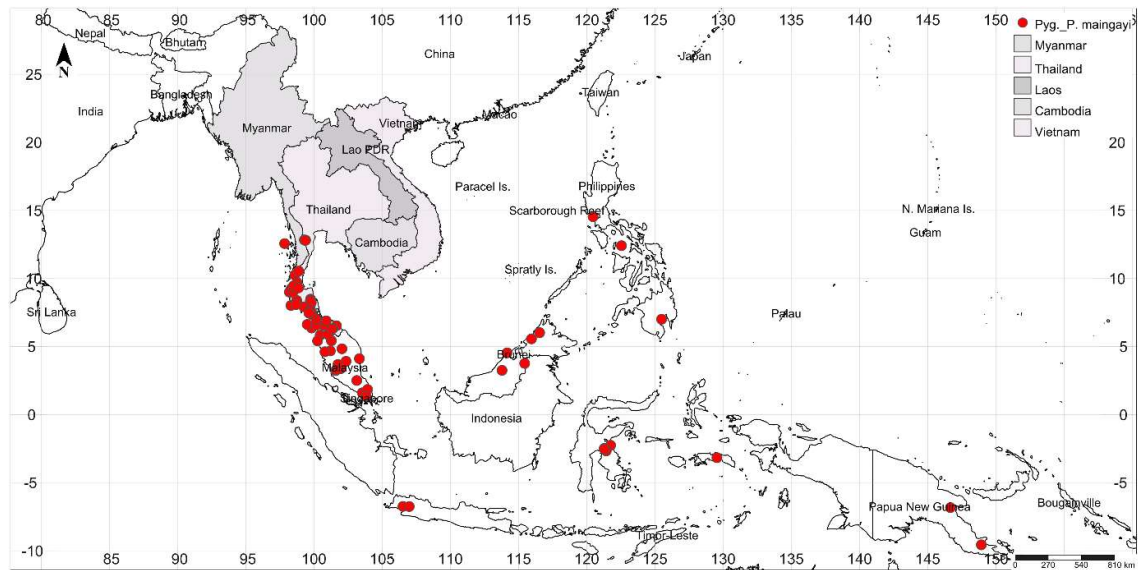 80 85 90 95 100 105 110 115 120 125 130 135 140 145 150
Pyg._P. maingayi
Myanmar
Thailand
Laos
Cambodia
Vietnam
N
Nepal
Bhutan
China
Japan
25
Bangladesh
Taiwan
India
Macao
Myanmar
Vietnam
20
20
Lao PDR
Paracel Is.
Philippines
15
Thailand
Scarborough Reef
N. Mariana Is.
15
Guam
Cambodia
10
Spratly Is.
10
Sri Lanka
Palau
5
Brunei
5
Malaysia
Singapore
0
Indonesia
0
-5
-5
Papua New Guinea
Bougainville
Timor-Leste
-10
80 85 90 95 100 105 110 115 120 125 130 135 140 145 150
0 270 540 810 km